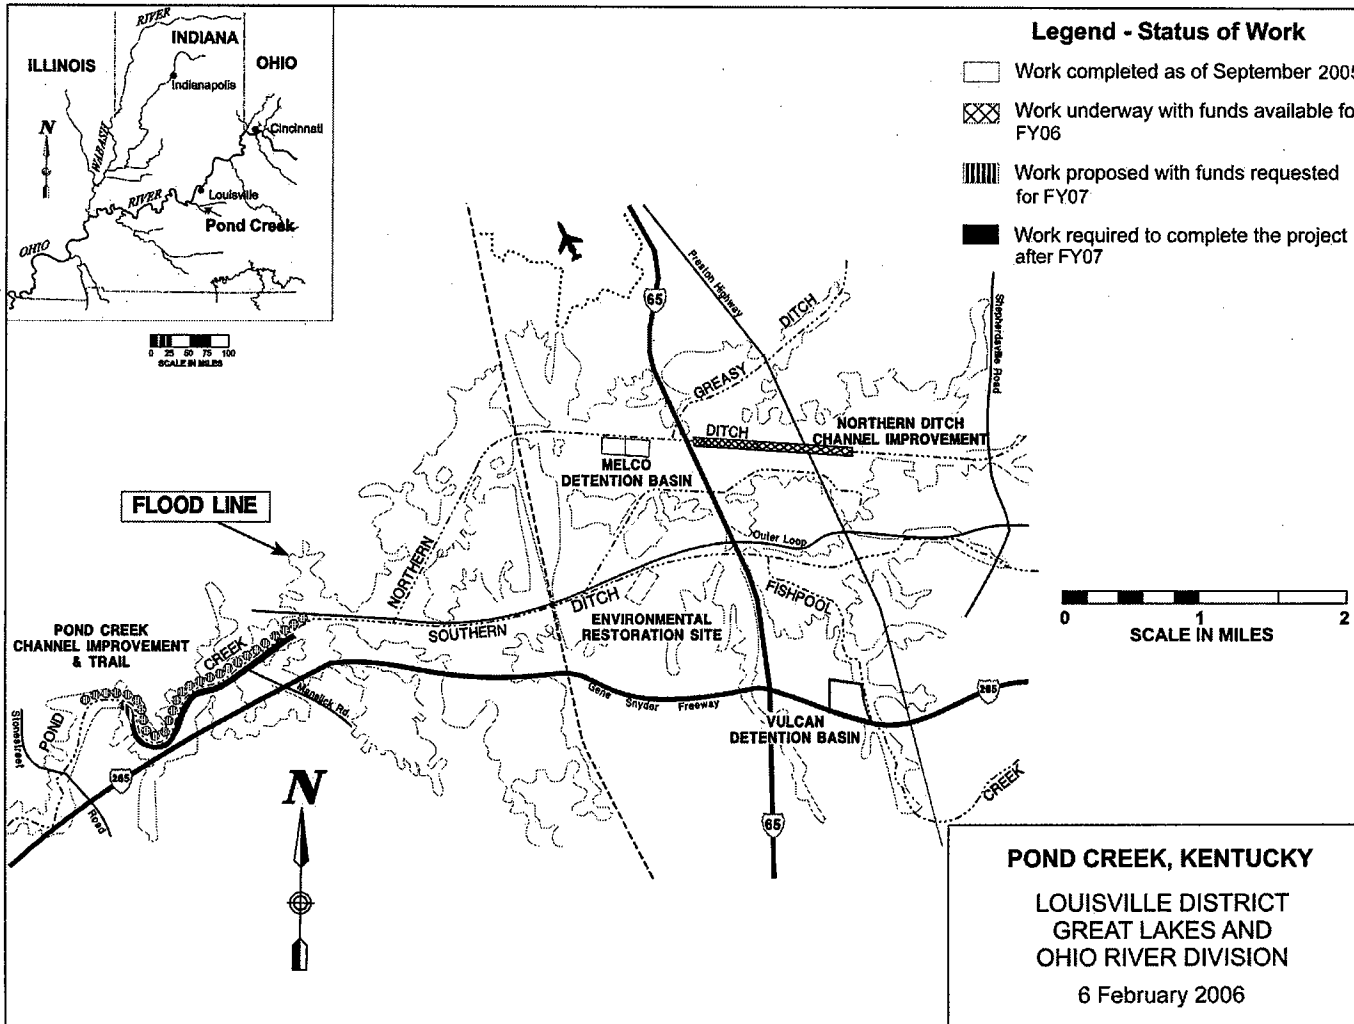 RIVER
INDIANA
ILLINOIS
OHIO
Indianapolis
N
WABASH
Cincinnati
RIVER
Louisville
Pond Creek
OHIO
0 25 50 75 100
SCALE IN MILES
Legend - Status of Work
Work completed as of September 2005
Work underway with funds available fo
FY06
Work proposed with funds requested
for FY07
Work required to complete the project
after FY07
65
Preston Highway
DITCH
Shepherdsville Road
GREASY
DITCH
NORTHERN DITCH
CHANNEL IMPROVEMENT
MELCO
DETENTION BASIN
FLOOD LINE
Outer Loop
NORTHERN
DITCH
FISHPOOL
SOUTHERN
ENVIRONMENTAL
RESTORATION SITE
0 1 2
SCALE IN MILES
POND CREEK
CHANNEL IMPROVEMENT
& TRAIL
CREEK
Manslick Rd.
Gene Snyder Freeway
265
VULCAN
DETENTION BASIN
POND
Stonestreet
Road
265
N
65
CREEK
POND CREEK, KENTUCKY
LOUISVILLE DISTRICT
GREAT LAKES AND
OHIO RIVER DIVISION
6 February 2006